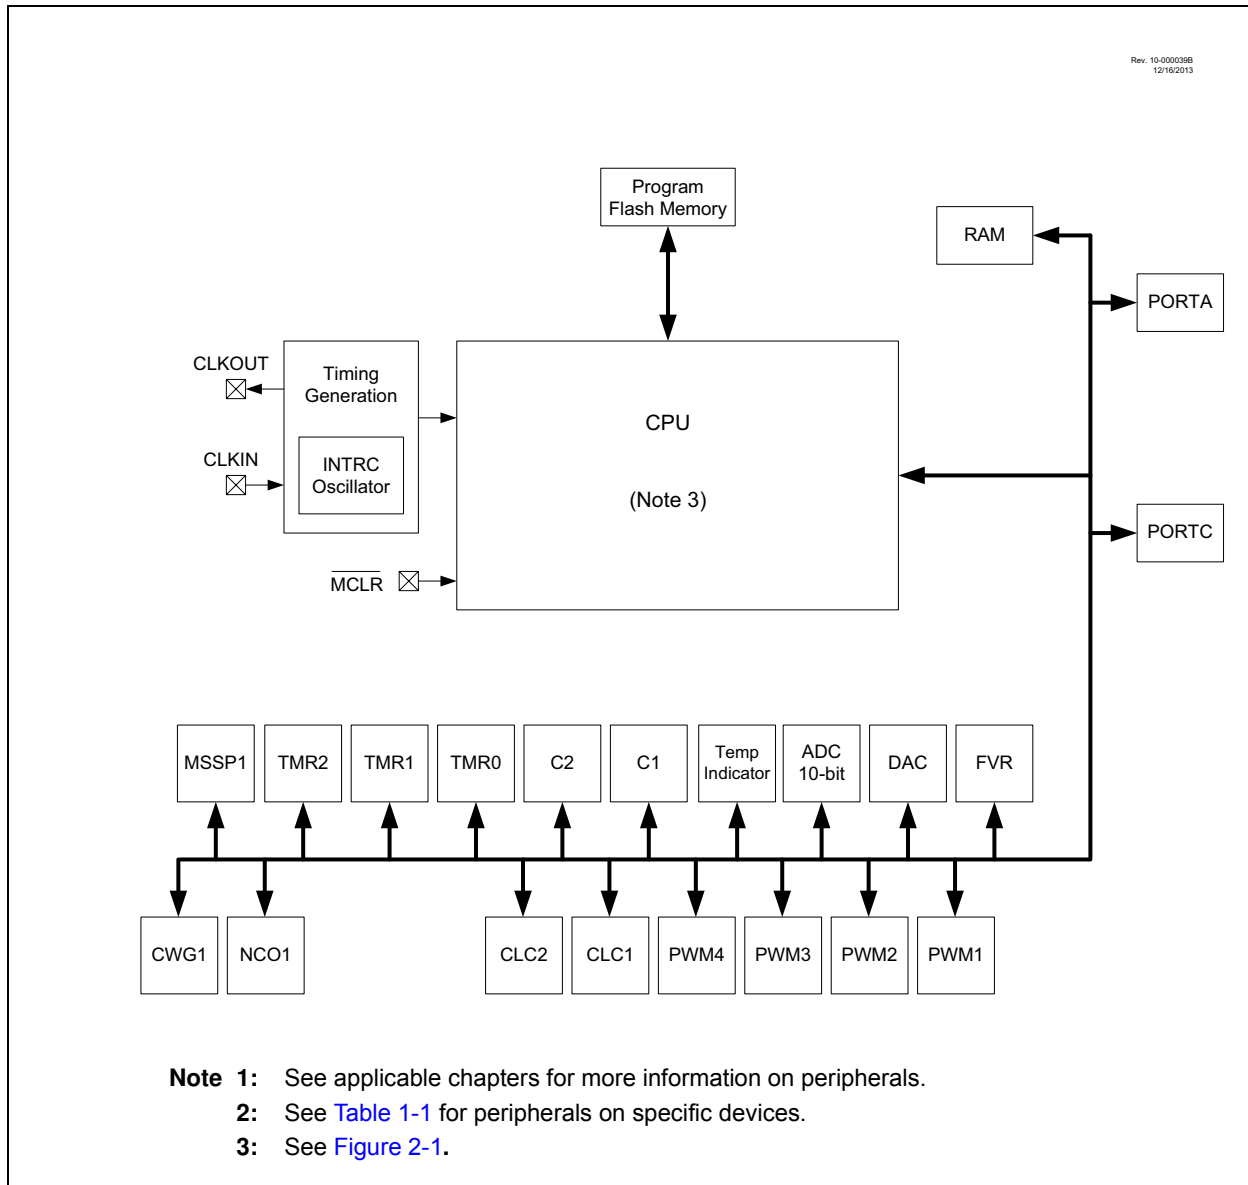 Rev. 10-000039B
12/16/2013
Program
Flash Memory
RAM
PORTA
CLKOUT
Timing
Generation
CPU
CLKIN
INTRC
Oscillator
(Note 3)
PORTC
MCLR
MSSP1
TMR2
TMR1
TMR0
C2
C1
Temp
Indicator
ADC
10-bit
DAC
FVR
CWG1
NCO1
CLC2
CLC1
PWM4
PWM3
PWM2
PWM1
Note 1: See applicable chapters for more information on peripherals.
2: See Table 1-1 for peripherals on specific devices.
3: See Figure 2-1.